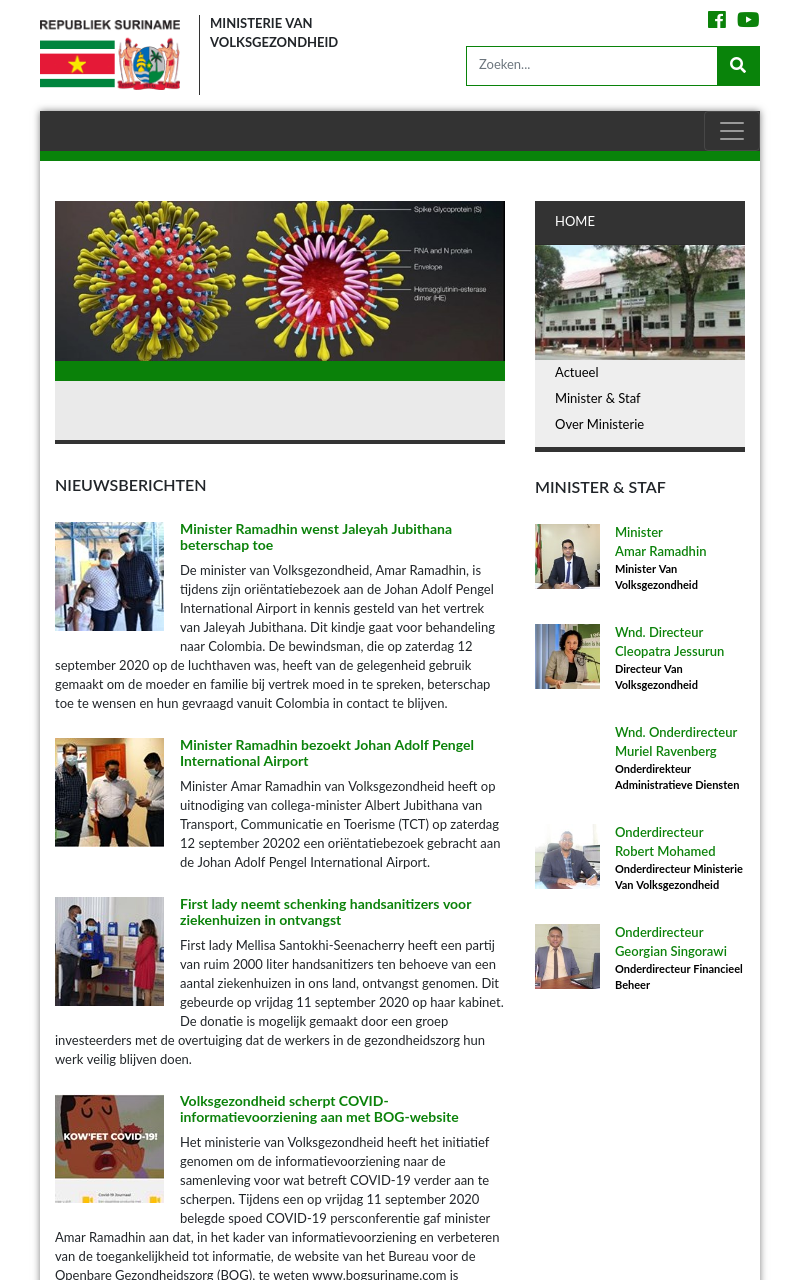 REPUBLIEK SURINAME
MINISTERIE VAN
VOLKSGEZONDHEID
Zoeken...
Spike Glycoprotein (S)
RNA and N protein
Envelope
Hemagglutinin-esterase
dimer (HE)
HOME
Actueel
Minister & Staf
Over Ministerie
NIEUWSBERICHTEN
Minister Ramadhin wenst Jaleyah Jubithana
beterschap toe
De minister van Volksgezondheid, Amar Ramadhin, is
tijdens zijn oriëntatiebezoek aan de Johan Adolf Pengel
International Airport in kennis gesteld van het vertrek
van Jaleyah Jubithana. Dit kindje gaat voor behandeling
naar Colombia. De bewindsman, die op zaterdag 12
september 2020 op de luchthaven was, heeft van de gelegenheid gebruik
gemaakt om de moeder en familie bij vertrek moed in te spreken, beterschap
toe te wensen en hun gevraagd vanuit Colombia in contact te blijven.
Minister Ramadhin bezoekt Johan Adolf Pengel
International Airport
Minister Amar Ramadhin van Volksgezondheid heeft op
uitnodiging van collega-minister Albert Jubithana van
Transport, Communicatie en Toerisme (TCT) op zaterdag
12 september 20202 een oriëntatiebezoek gebracht aan
de Johan Adolf Pengel International Airport.
First lady neemt schenking handsanitizers voor
ziekenhuizen in ontvangst
First lady Mellisa Santokhi-Seenacherry heeft een partij
van ruim 2000 liter handsanitizers ten behoeve van een
aantal ziekenhuizen in ons land, ontvangst genomen. Dit
gebeurde op vrijdag 11 september 2020 op haar kabinet.
De donatie is mogelijk gemaakt door een groep
investeerders met de overtuiging dat de werkers in de gezondheidszorg hun
werk veilig blijven doen.
KOW'FET COVID-19!
Covid-19 Journaal
Volksgezondheid scherpt COVID-
informatievoorziening aan met BOG-website
Het ministerie van Volksgezondheid heeft het initiatief
genomen om de informatievoorziening naar de
samenleving voor wat betreft COVID-19 verder aan te
scherpen. Tijdens een op vrijdag 11 september 2020
belegde spoed COVID-19 persconferentie gaf minister
Amar Ramadhin aan dat, in het kader van informatievoorziening en verbeteren
van de toegankelijkheid tot informatie, de website van het Bureau voor de
Openbare Gezondheidszorg (BOG), te weten www.bogsuriname.com is
MINISTER & STAF
Minister
Amar Ramadhin
Minister Van
Volksgezondheid
Wnd. Directeur
Cleopatra Jessurun
Directeur Van
Volksgezondheid
Wnd. Onderdirecteur
Muriel Ravenberg
Onderdirekteur
Administratieve Diensten
Onderdirecteur
Robert Mohamed
Onderdirecteur Ministerie
Van Volksgezondheid
Onderdirecteur
Georgian Singorawi
Onderdirecteur Financieel
Beheer